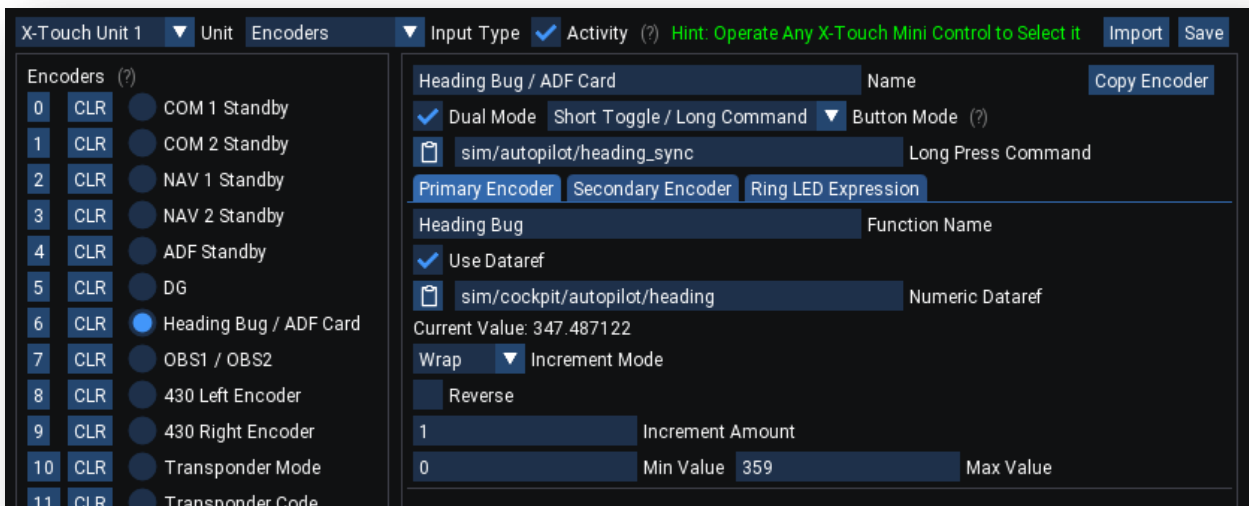 X-Touch Unit 1 Unit Encoders Input Type Activity (?) Hint: Operate Any X-Touch Mini Control to Select it Import Save
Encoders (?)
0 CLR COM 1 Standby
1 CLR COM 2 Standby
2 CLR NAV 1 Standby
3 CLR NAV 2 Standby
4 CLR ADF Standby
5 CLR DG
6 CLR Heading Bug / ADF Card
7 CLR OBS1 / OBS2
8 CLR 430 Left Encoder
9 CLR 430 Right Encoder
10 CLR Transponder Mode
11 CLR Transponder Code
Heading Bug / ADF Card Name Copy Encoder
Dual Mode Short Toggle / Long Command Button Mode (?)
sim/autopilot/heading_sync Long Press Command
Primary Encoder Secondary Encoder Ring LED Expression
Heading Bug Function Name
Use Dataref
sim/cockpit/autopilot/heading Numeric Dataref
Current Value: 347.487122
Wrap Increment Mode
Reverse
1 Increment Amount
0 Min Value 359 Max Value